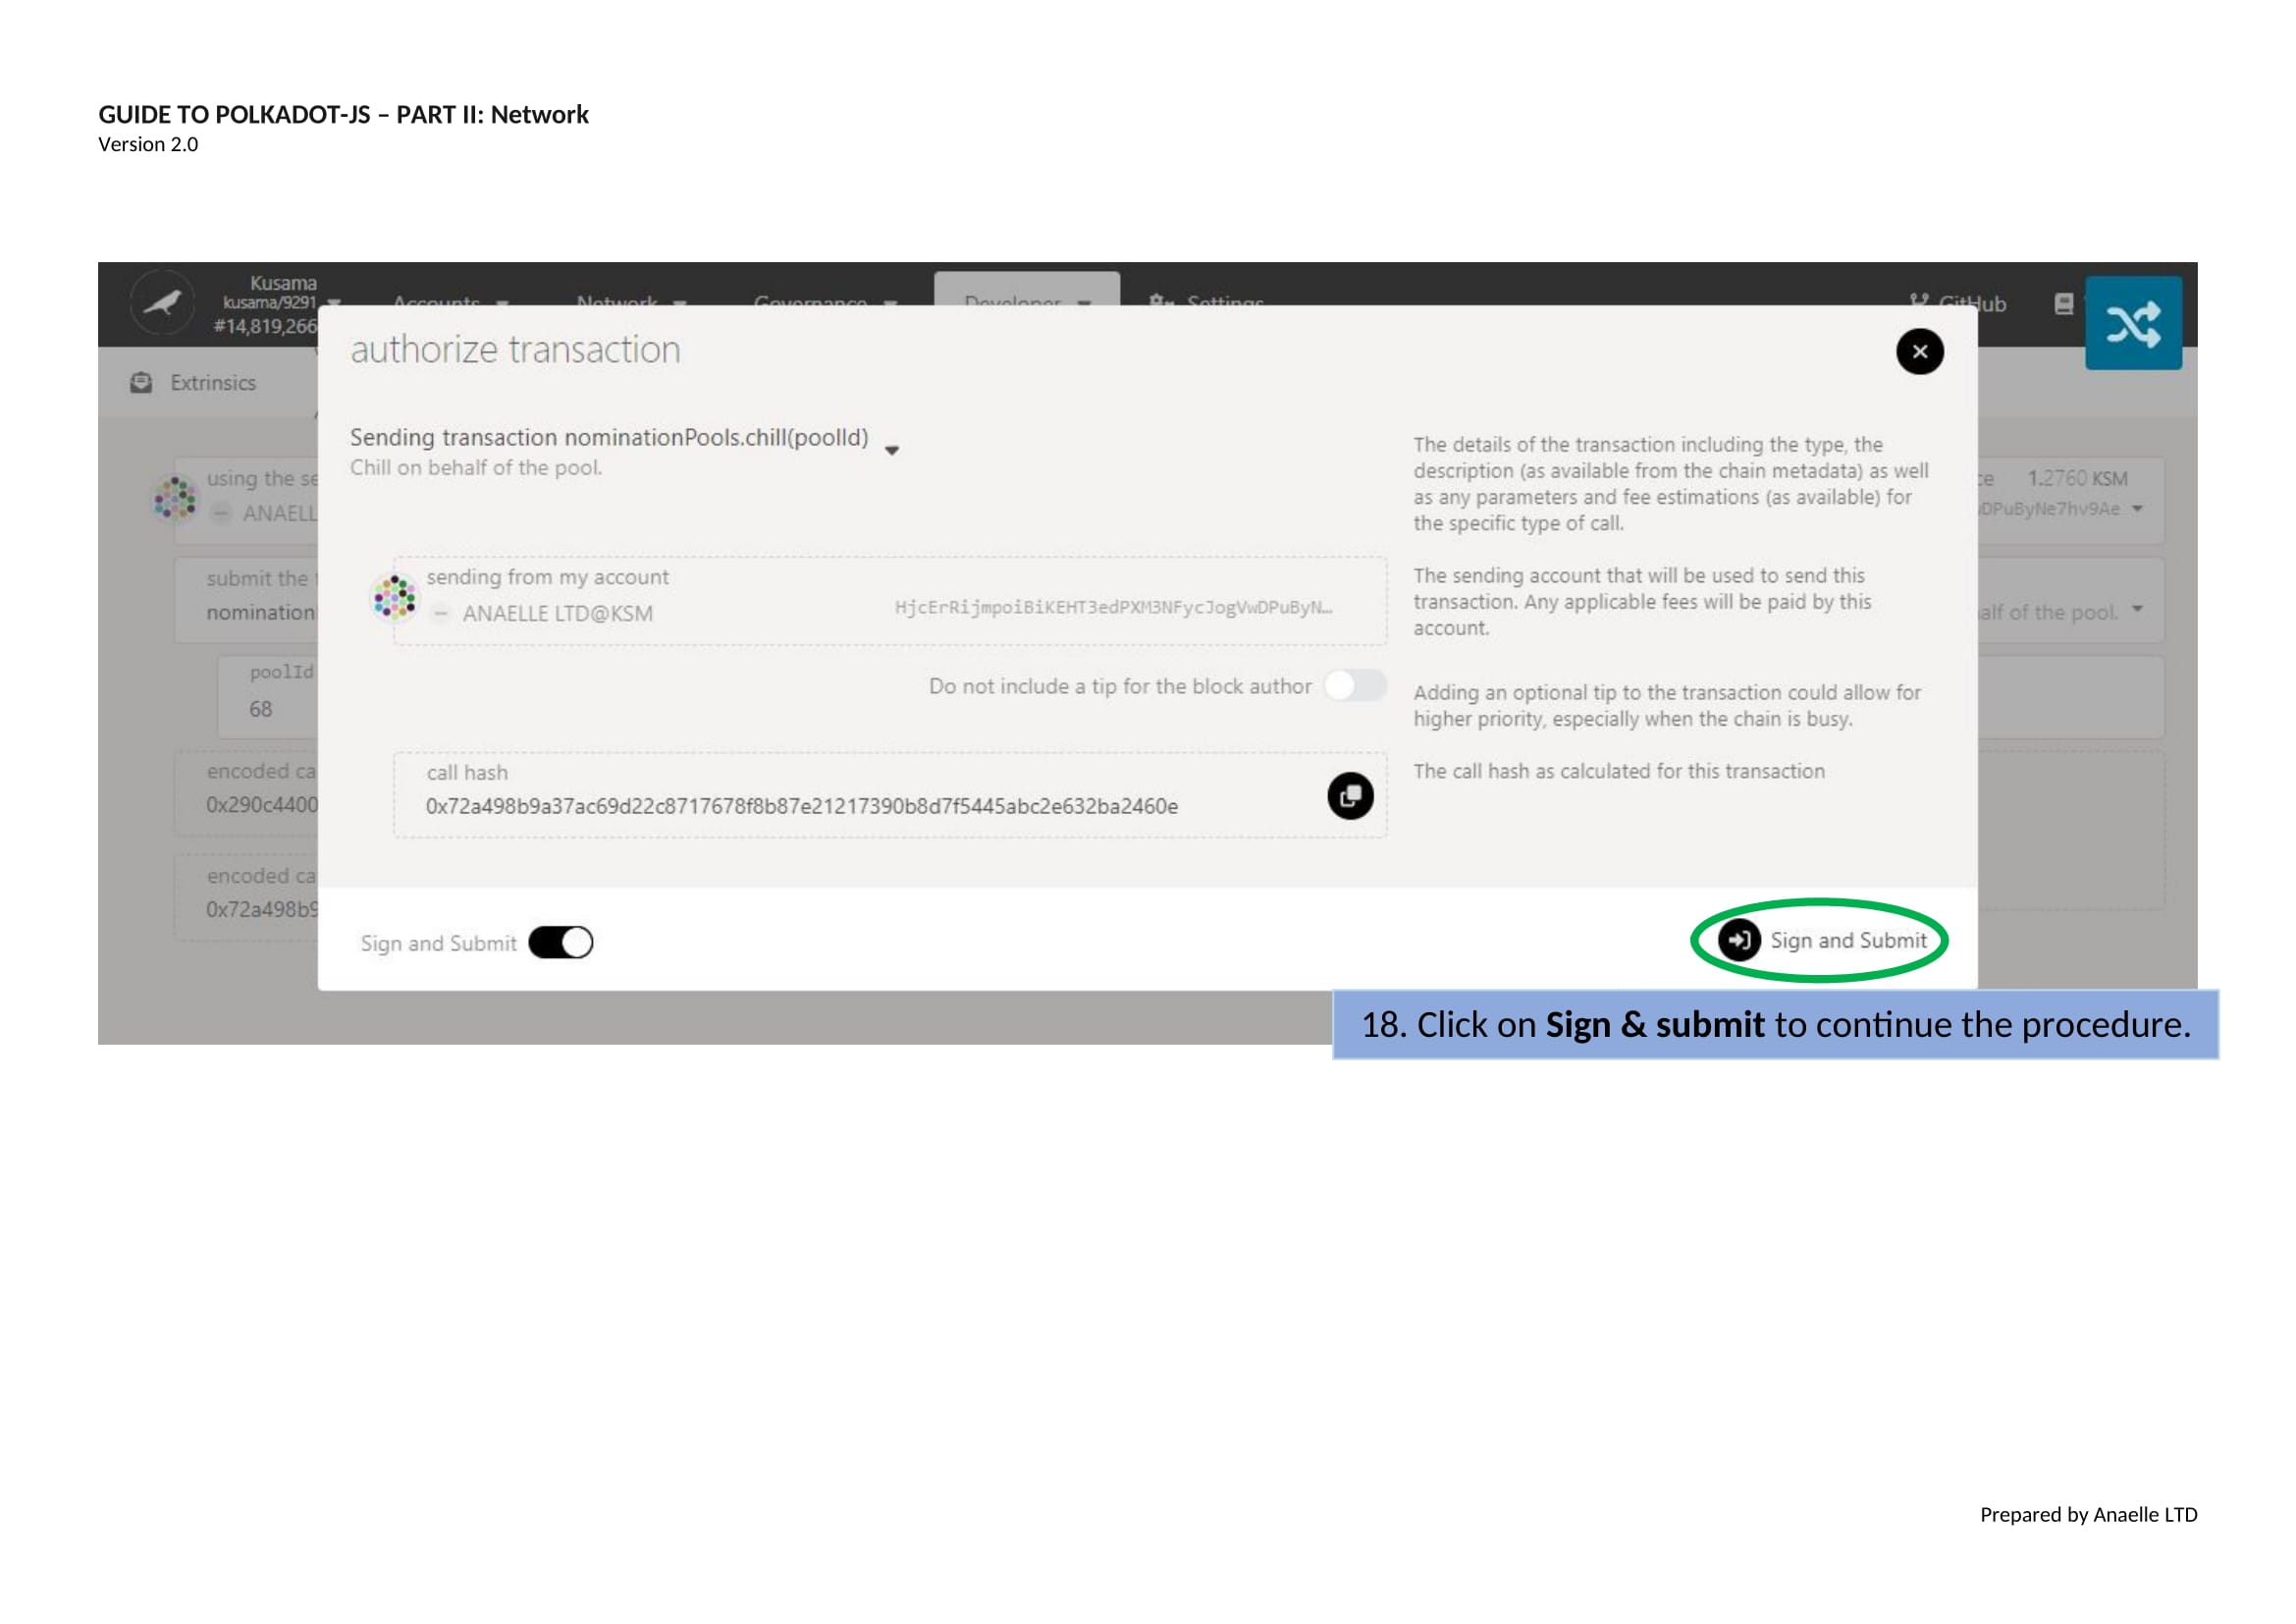 GUIDE TO POLKADOT-JS – PART II: Network
Version 2.0
Kusama
kusama/9291
#14,819,266
Accounts
Network
Governance
Developer
Settings
GitHub
Extrinsics
authorize transaction
Sending transaction nominationPools.chill(poolId)
Chill on behalf of the pool.
The details of the transaction including the type, the
description (as available from the chain metadata) as well
as any parameters and fee estimations (as available) for
the specific type of call.
using the se
ANAELL
1.2760 KSM
DPuByNe7hv9Ae
submit the
nomination
alf of the pool.
sending from my account
ANAELLE LTD@KSM
HjcErRijmpoiBiKEHT3edPXM3NFycJogVwDPuByN…
The sending account that will be used to send this
transaction. Any applicable fees will be paid by this
account.
poolId
68
Do not include a tip for the block author
Adding an optional tip to the transaction could allow for
higher priority, especially when the chain is busy.
encoded ca
0x290c4400
call hash
0x72a498b9a37ac69d22c8717678f8b87e21217390b8d7f5445abc2e632ba2460e
The call hash as calculated for this transaction
encoded ca
0x72a498b9
Sign and Submit
Sign and Submit
18. Click on Sign & submit to continue the procedure.
Prepared by Anaelle LTD